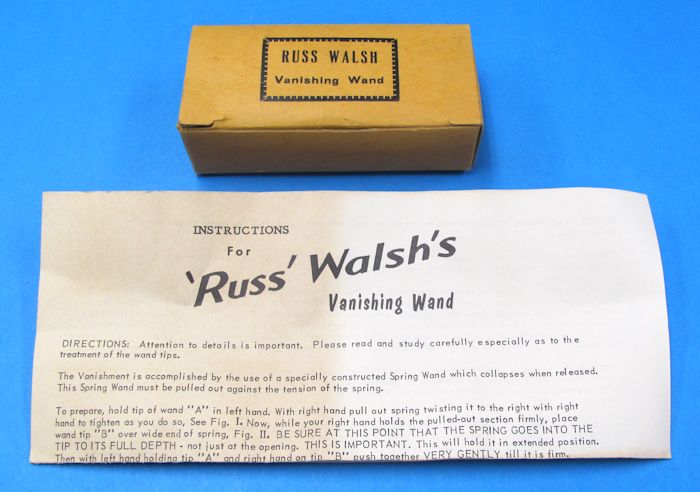 RUSS WALSH
Vanishing Wand
INSTRUCTIONS
For
'Russ' Walsh's
Vanishing Wand
DIRECTIONS: Attention to details is important. Please read and study carefully especially as to the
treatment of the wand tips.
The Vanishment is accomplished by the use of a specially constructed Spring Wand which collapses when released.
This Spring Wand must be pulled out against the tension of the spring.
To prepare, hold tip of wand "A" in left hand. With right hand pull out spring twisting it to the right with right
hand to tighten as you do so, See Fig. I. Now, while your right hand holds the pulled-out section firmly, place
wand tip "B" over wide end of spring, Fig. II. BE SURE AT THIS POINT THAT THE SPRING GOES INTO THE
TIP TO ITS FULL DEPTH - not just at the opening. THIS IS IMPORTANT. This will hold it in extended position.
Then with left hand holding tip "A" and right hand on tip "B" push together VERY GENTLY till it is firm.